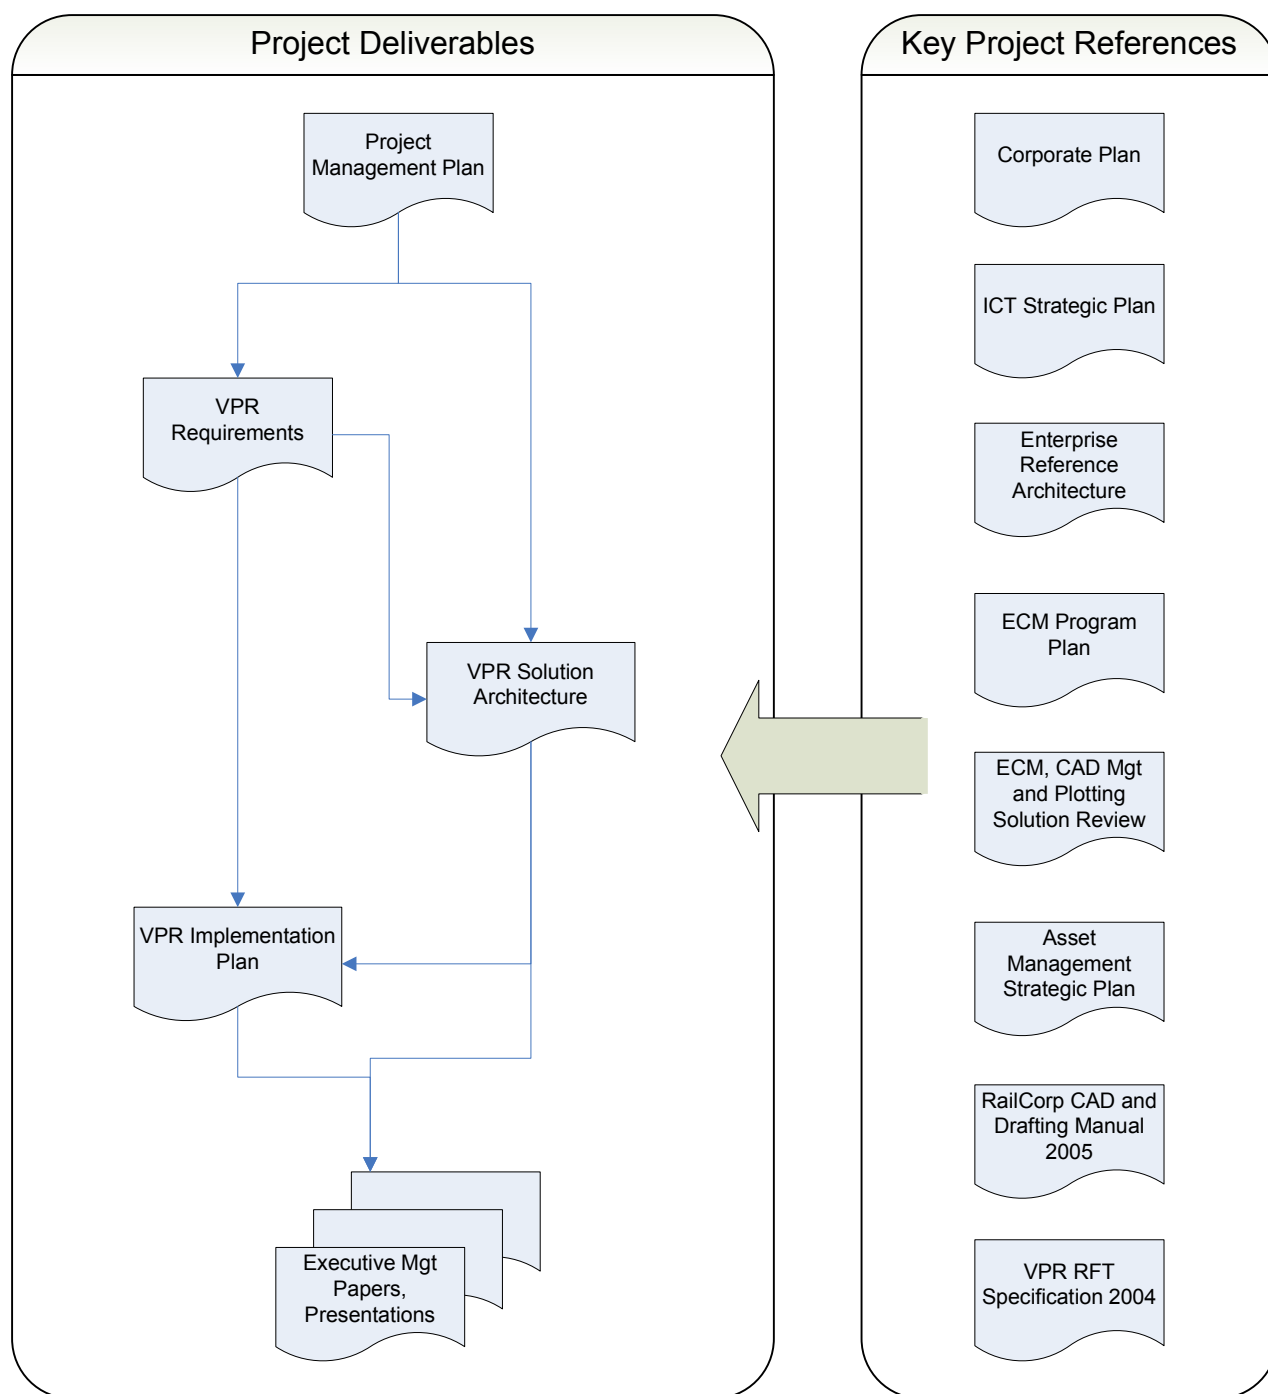 Project Deliverables
Project
Management Plan
VPR
Requirements
VPR Solution
Architecture
VPR Implementation
Plan
Executive Mgt
Papers,
Presentations
Key Project References
Corporate Plan
ICT Strategic Plan
Enterprise
Reference
Architecture
ECM Program
Plan
ECM, CAD Mgt
and Plotting
Solution Review
Asset
Management
Strategic Plan
RailCorp CAD and
Drafting Manual
2005
VPR RFT
Specification 2004